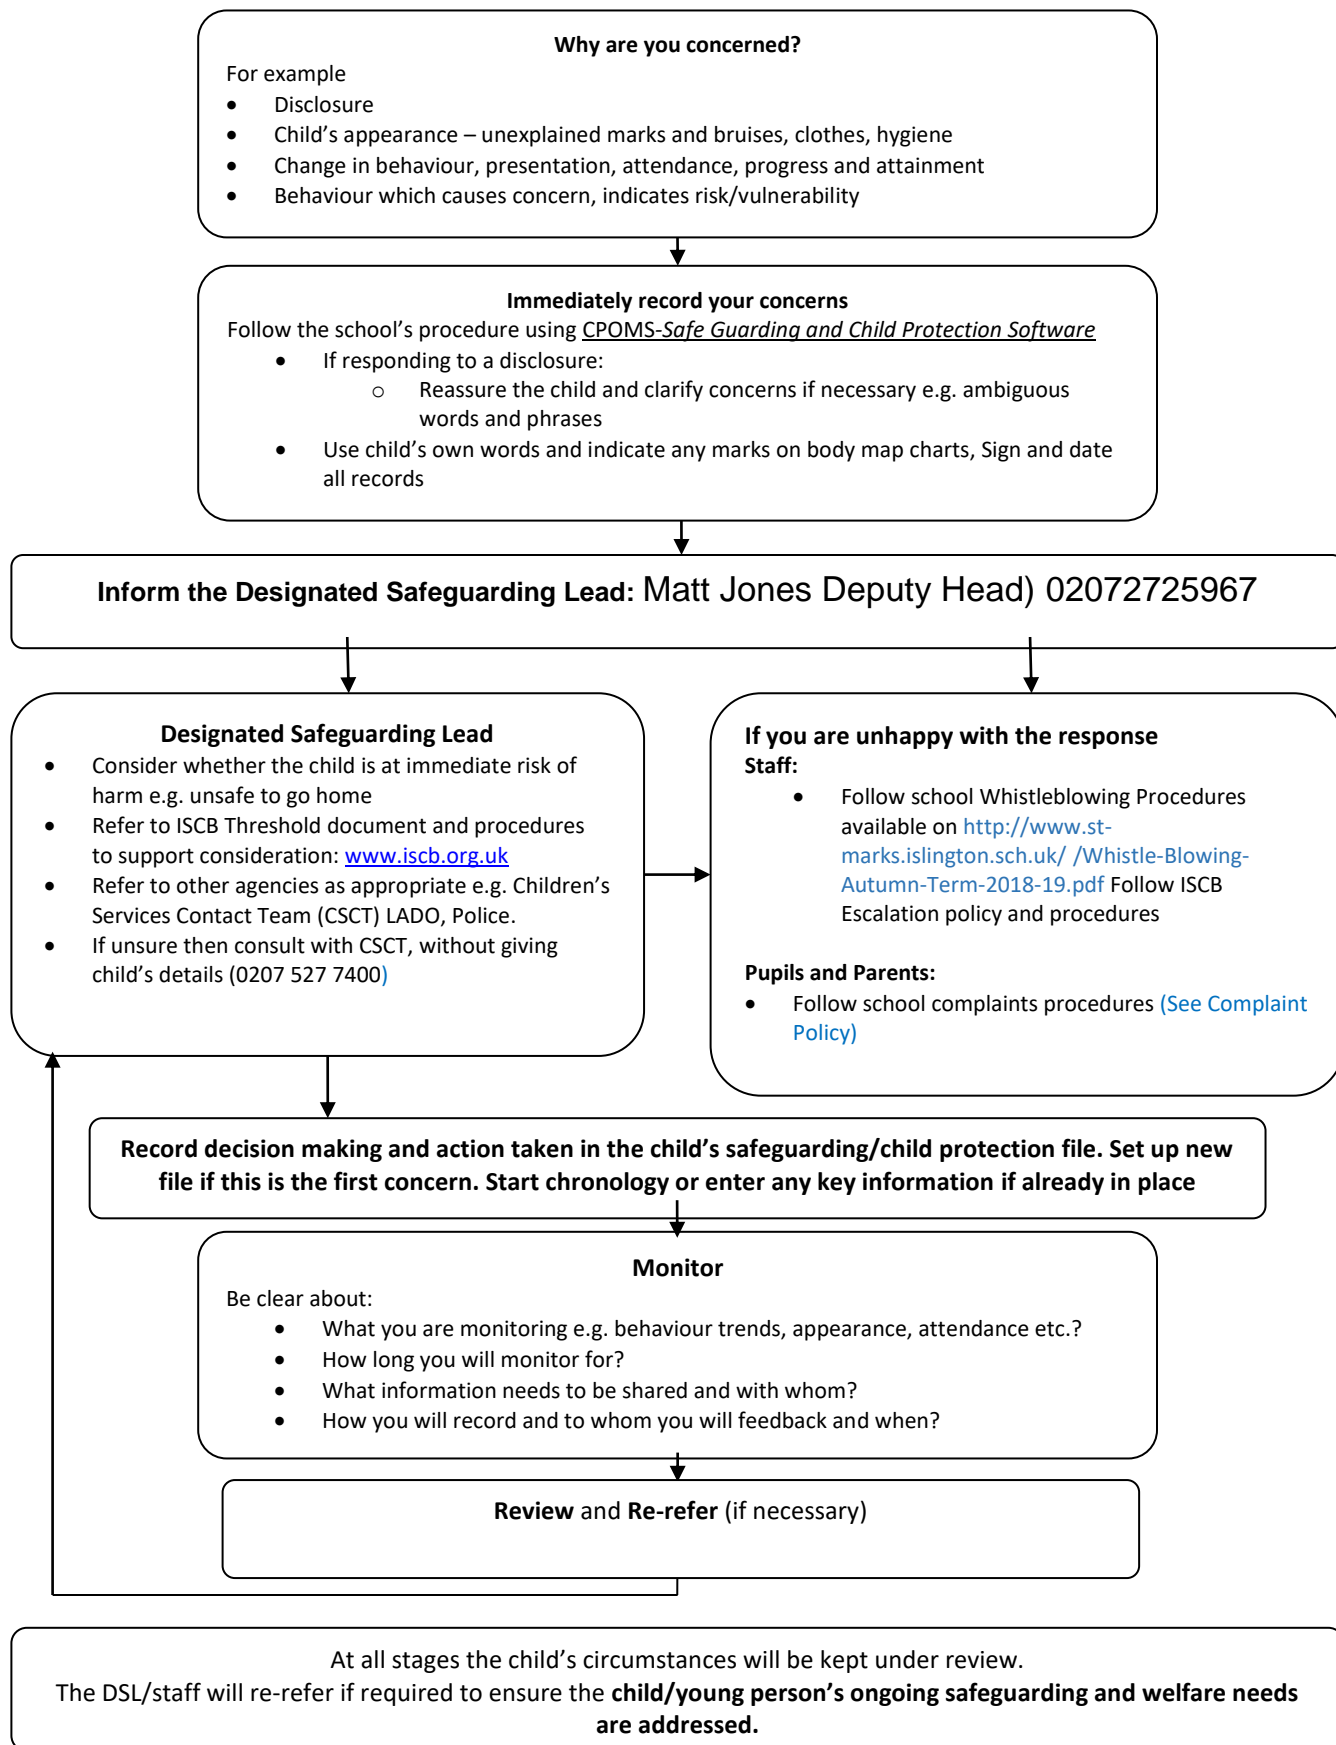 Why are you concerned?
For example
• Disclosure
• Child’s appearance – unexplained marks and bruises, clothes, hygiene
• Change in behaviour, presentation, attendance, progress and attainment
• Behaviour which causes concern, indicates risk/vulnerability
Immediately record your concerns
Follow the school’s procedure using CPOMS-Safe Guarding and Child Protection Software
• If responding to a disclosure:
o Reassure the child and clarify concerns if necessary e.g. ambiguous
words and phrases
• Use child’s own words and indicate any marks on body map charts, Sign and date
all records
Inform the Designated Safeguarding Lead: Matt Jones Deputy Head) 02072725967
Designated Safeguarding Lead
• Consider whether the child is at immediate risk of
harm e.g. unsafe to go home
• Refer to ISCB Threshold document and procedures
to support consideration: www.iscb.org.uk
• Refer to other agencies as appropriate e.g. Children’s
Services Contact Team (CSCT) LADO, Police.
• If unsure then consult with CSCT, without giving
child’s details (0207 527 7400)
If you are unhappy with the response
Staff:
• Follow school Whistleblowing Procedures
available on http://www.st-
marks.islington.sch.uk/ /Whistle-Blowing-
Autumn-Term-2018-19.pdf Follow ISCB
Escalation policy and procedures
Pupils and Parents:
• Follow school complaints procedures (See Complaint
Policy)
Record decision making and action taken in the child’s safeguarding/child protection file. Set up new
file if this is the first concern. Start chronology or enter any key information if already in place
Monitor
Be clear about:
• What you are monitoring e.g. behaviour trends, appearance, attendance etc.?
• How long you will monitor for?
• What information needs to be shared and with whom?
• How you will record and to whom you will feedback and when?
Review and Re-refer (if necessary)
At all stages the child’s circumstances will be kept under review.
The DSL/staff will re-refer if required to ensure the child/young person’s ongoing safeguarding and welfare needs
are addressed.